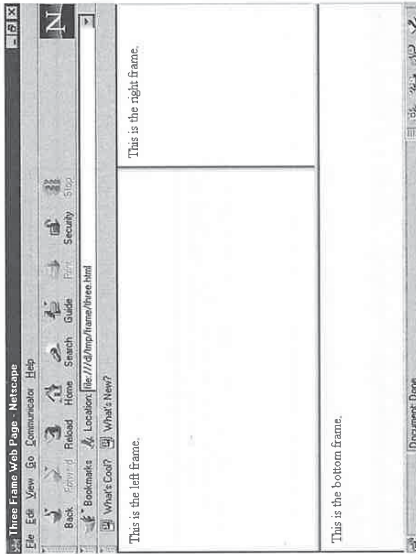 Three Frame Web Page - Netscape
File Edit View Go Communicator Help
Back Forward Reload Home Search Guide Print Security Stop
N
Bookmarks Location: file:///d/tmp/frame/three.html
What's Cool? What's New?
This is the left frame.
This is the right frame.
This is the bottom frame.
Document: Done